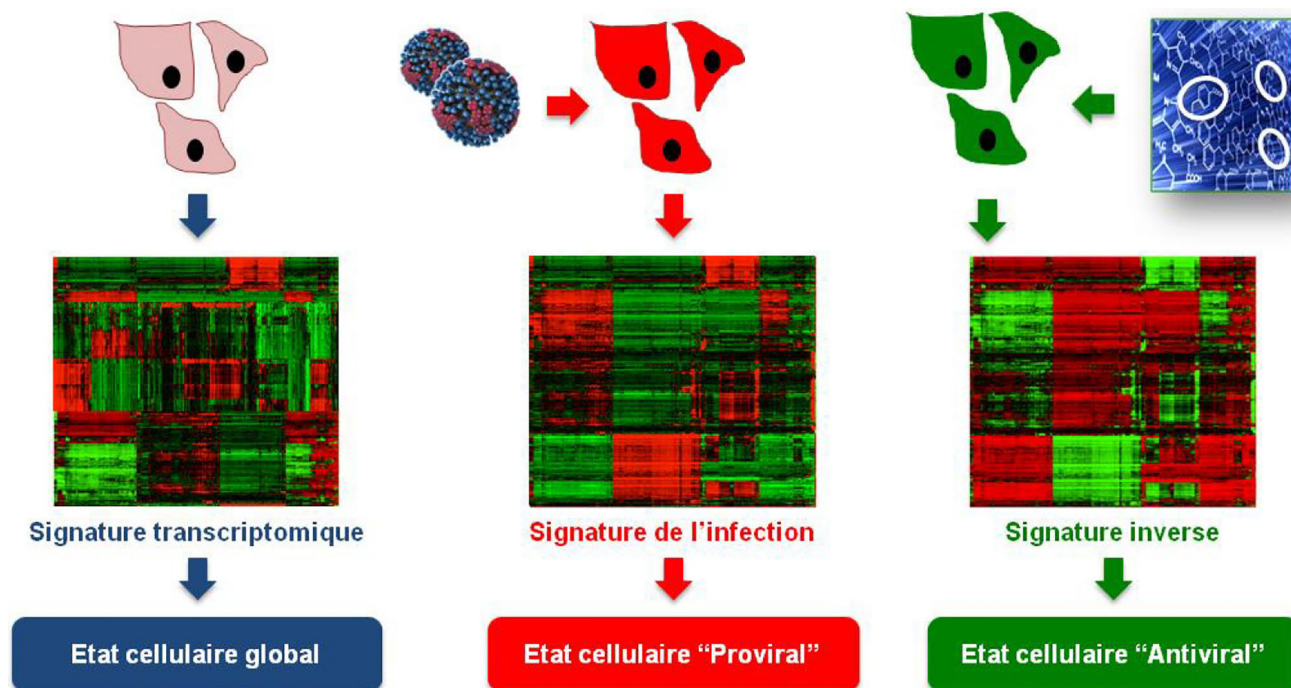 Signature transcriptomique
Signature de l'infection
Signature inverse
Etat cellulaire global
Etat cellulaire “Proviral”
Etat cellulaire “Antiviral”